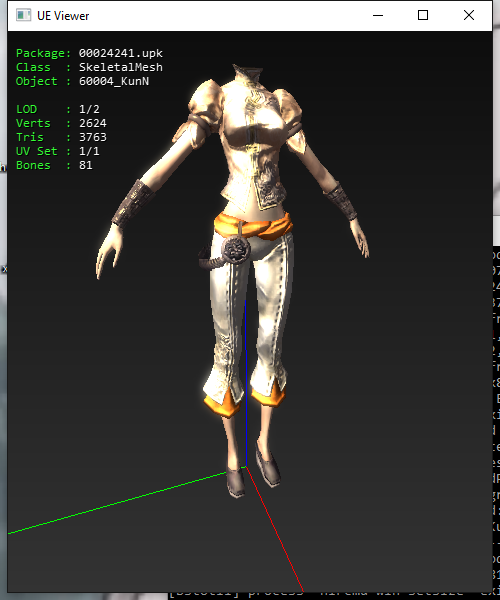 UE Viewer
Package: 00024241.upk
Class : SkeletalMesh
Object : 60004_KunN
LOD : 1/2
Verts : 2624
Tris : 3763
UV Set : 1/1
Bones : 81